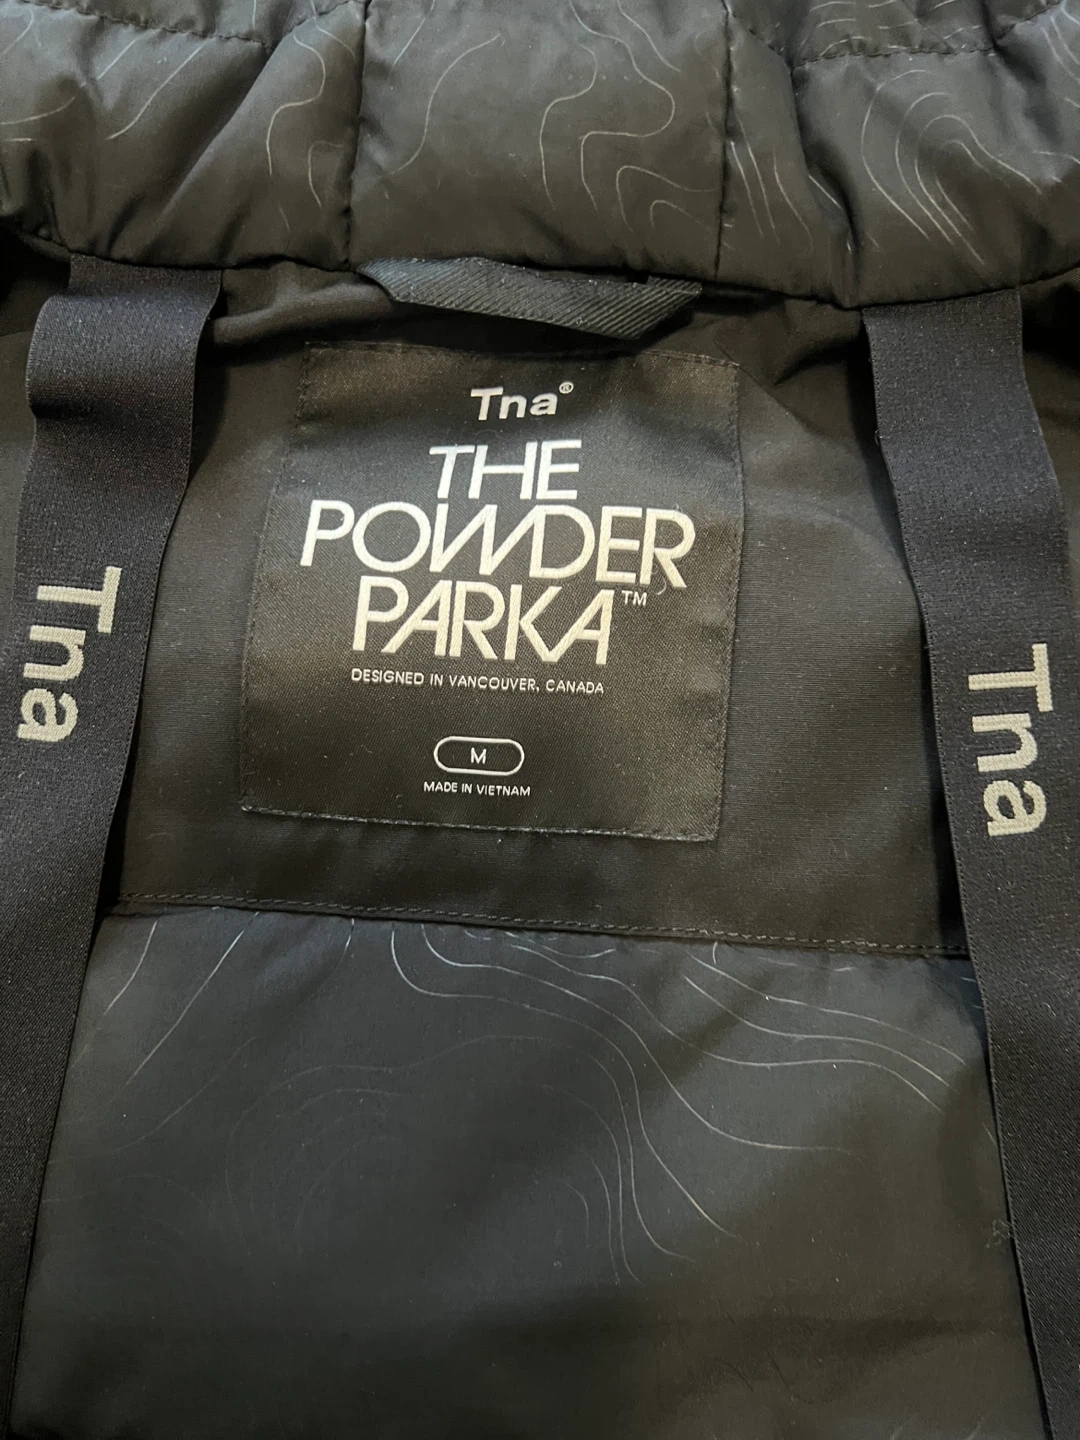 Tna®
THE
POWDER
PARKA™
DESIGNED IN VANCOUVER, CANADA
M
MADE IN VIETNAM
Tna
Tna